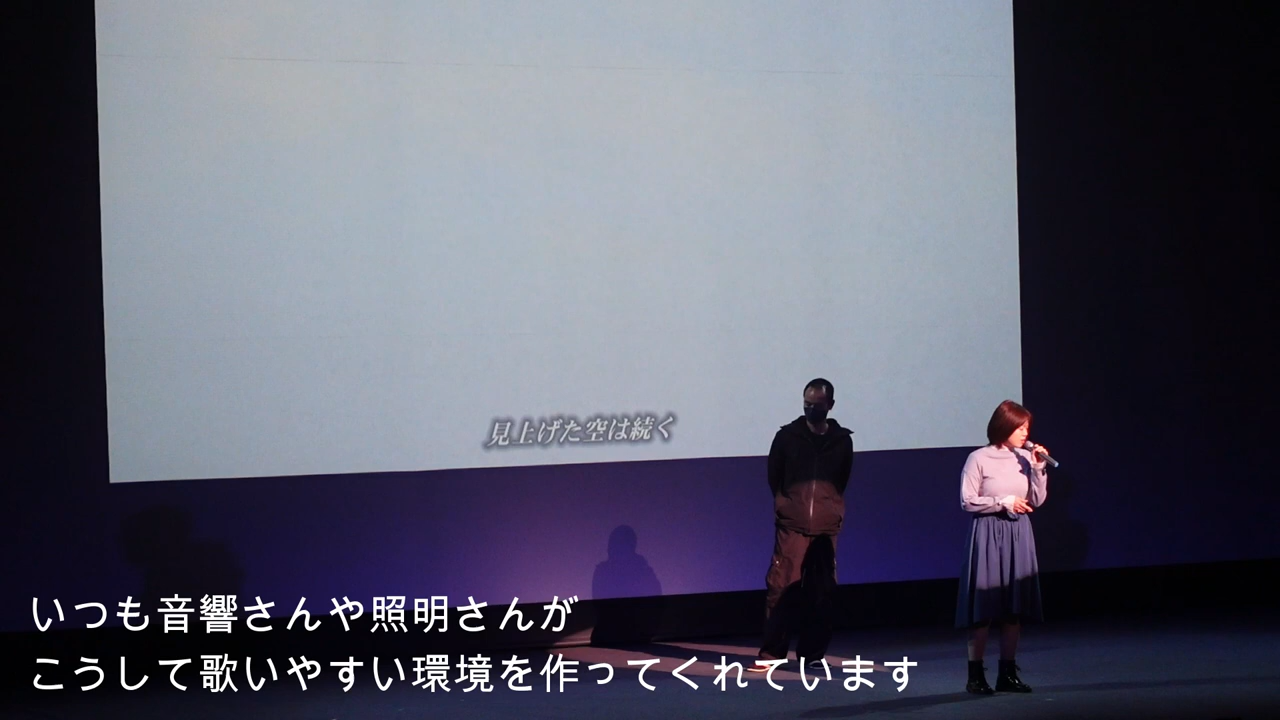 見上げた空は続く
いつも音響さんや照明さんが
こうして歌いやすい環境を作ってくれています